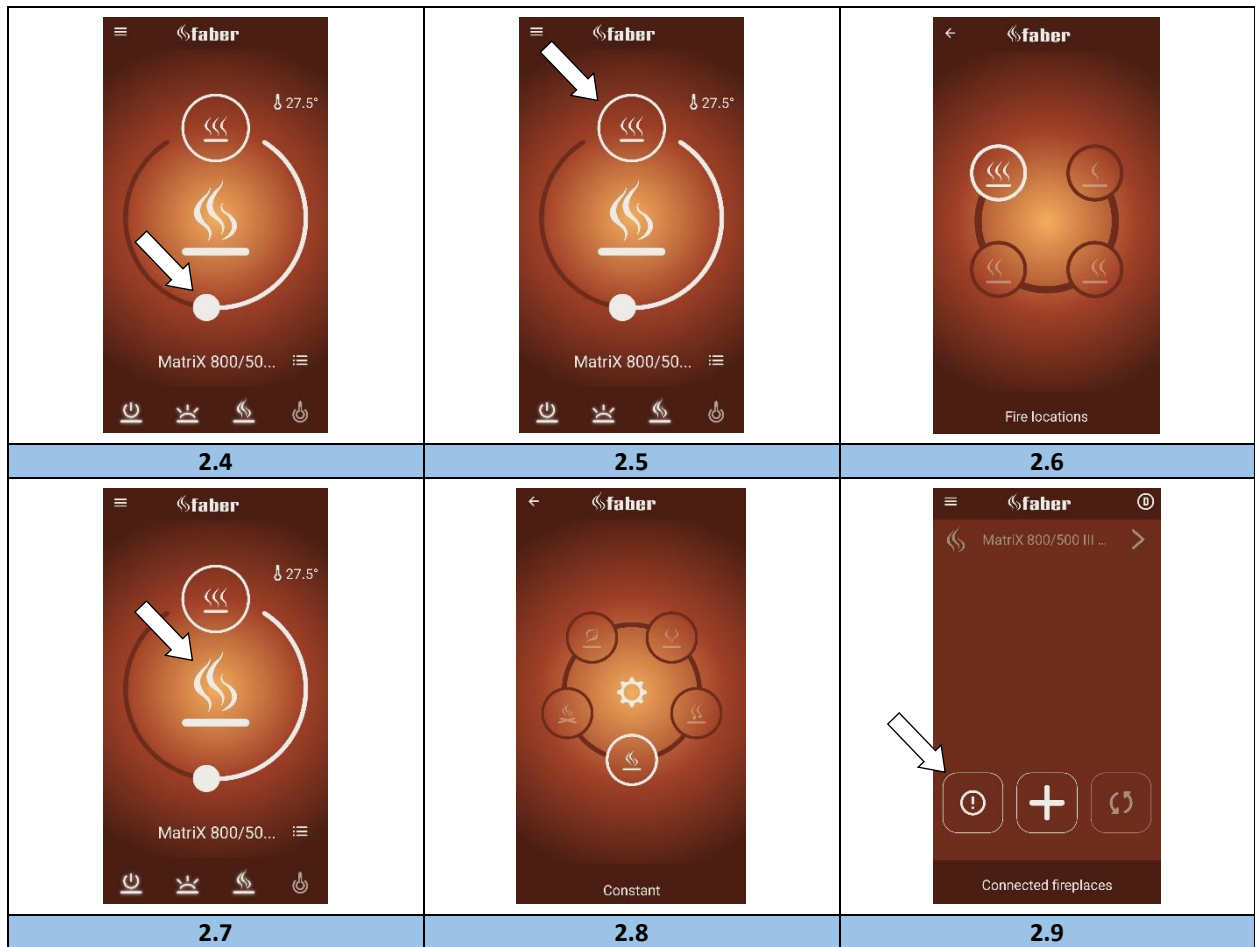 faber
27.5°
MatriX 800/50...
2.4
faber
27.5°
MatriX 800/50...
2.5
faber
Fire locations
2.6
faber
27.5°
MatriX 800/50...
2.7
faber
Constant
2.8
faber
D
MatriX 800/500 III ...
Connected fireplaces
2.9